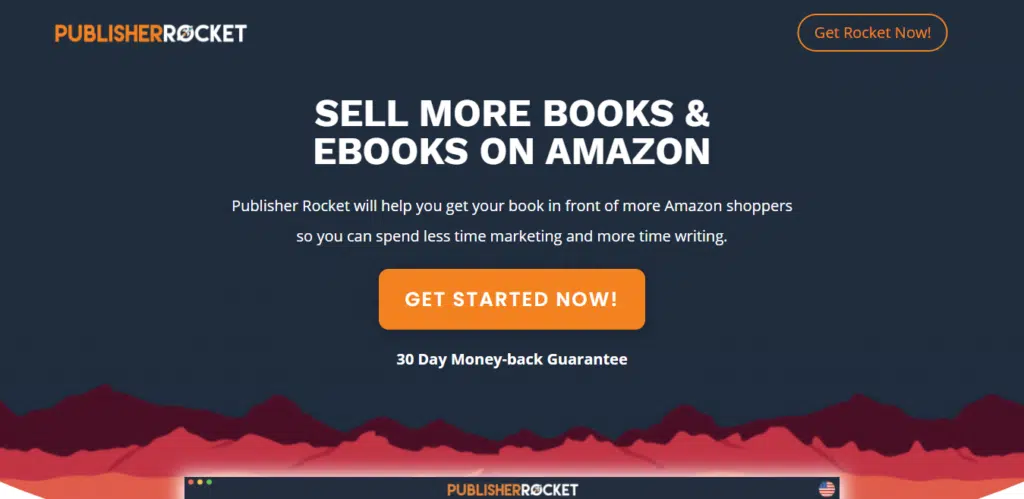 PUBLISHERROCKET
Get Rocket Now!
SELL MORE BOOKS &
EBOOKS ON AMAZON
Publisher Rocket will help you get your book in front of more Amazon shoppers
so you can spend less time marketing and more time writing.
GET STARTED NOW!
30 Day Money-back Guarantee
PUBLISHERROCKET